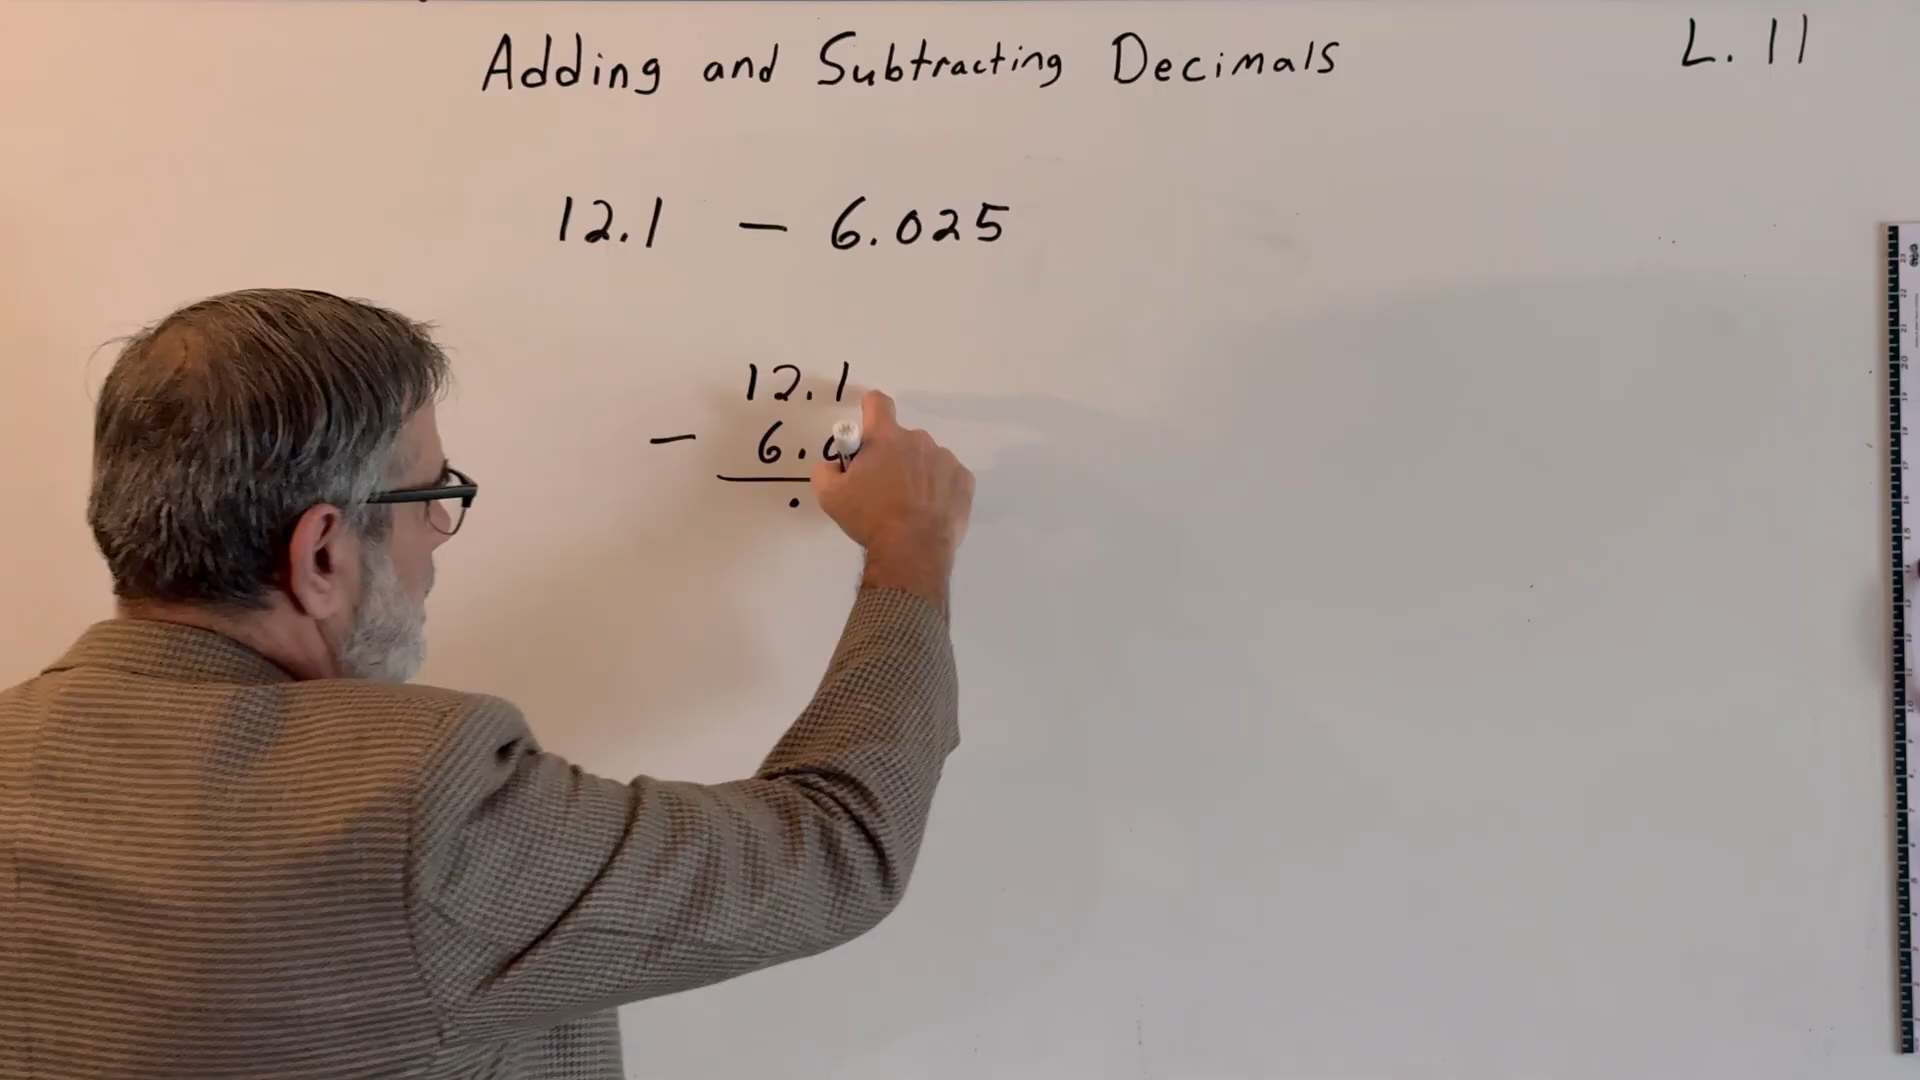 Adding and Subtracting Decimals
L. 11
12.1 - 6.025
12.1
- 6.
.